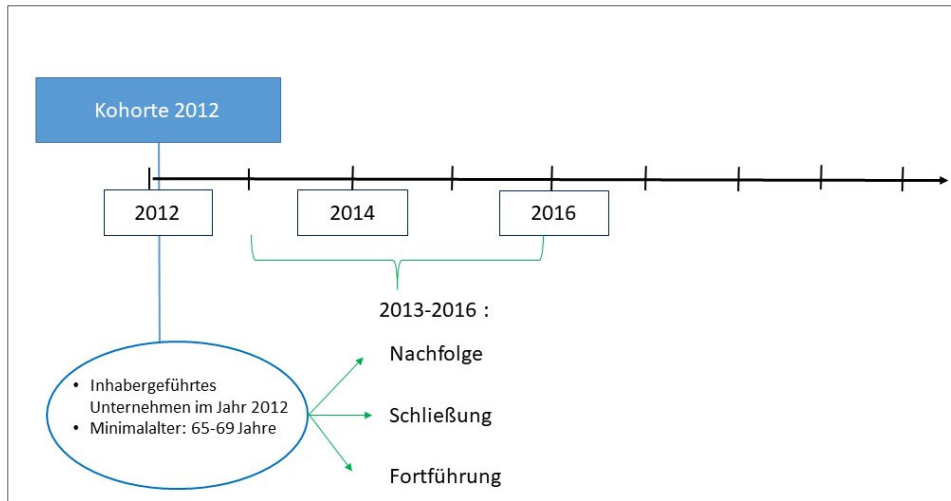 Kohorte 2012
2012
2014
2016
2013-2016 :
Nachfolge
• Inhabergeführtes
Unternehmen im Jahr 2012
• Minimalalter: 65-69 Jahre
Schließung
Fortführung